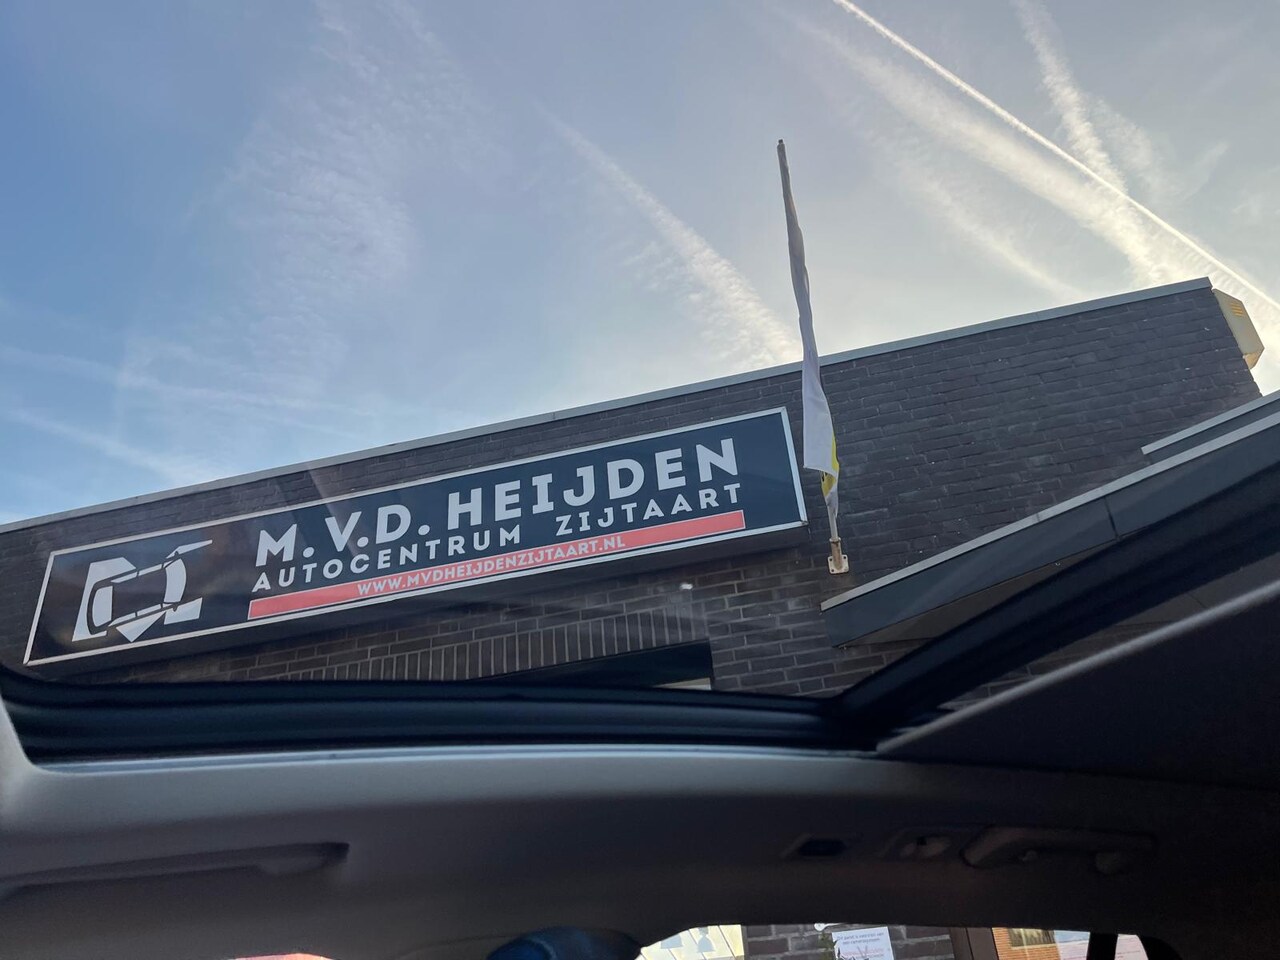 M.V.D. HEIJDEN
AUTOCENTRUM ZIJTAART
WWW.MVDHEIJDENZIJTAART.NL